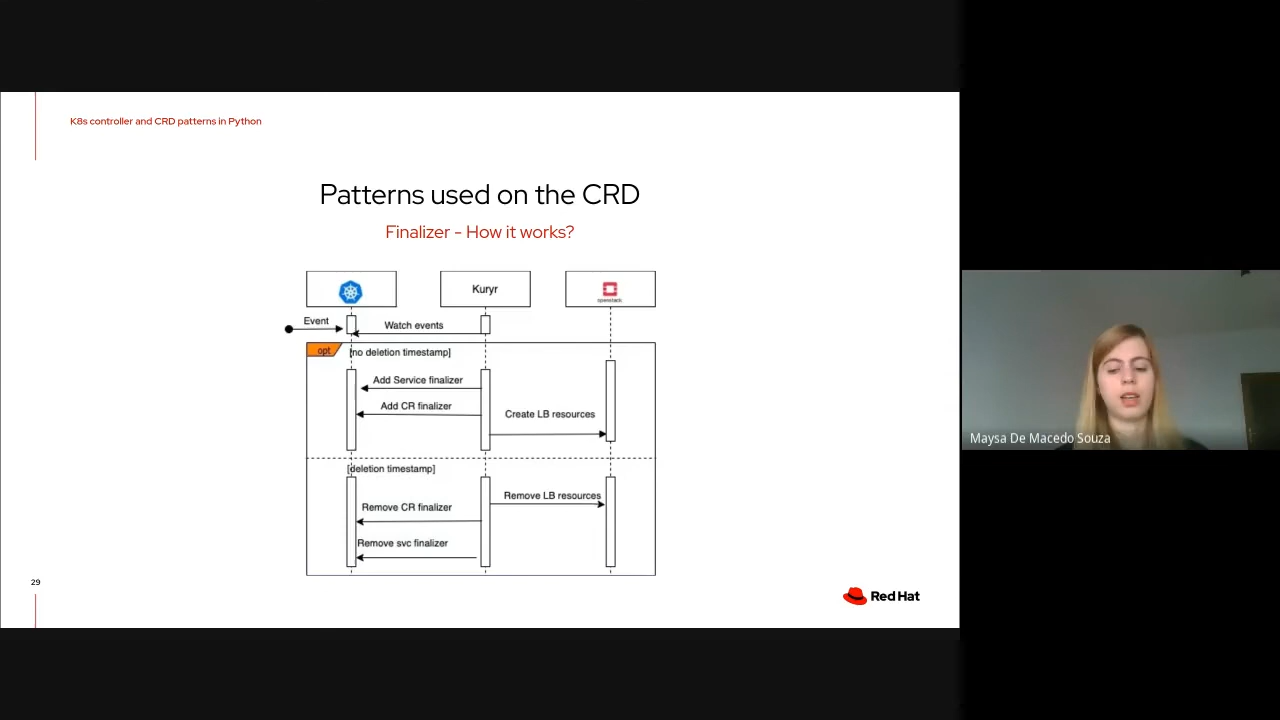 K8s controller and CRD patterns in Python
Patterns used on the CRD
Finalizer - How it works?
Kuryr
openstack
Event
Watch events
opt
[no deletion timestamp]
Add Service finalizer
Add CR finalizer
Create LB resources
[deletion timestamp]
Remove LB resources
Remove CR finalizer
Remove svc finalizer
29
Red Hat
Maysa De Macedo Souza